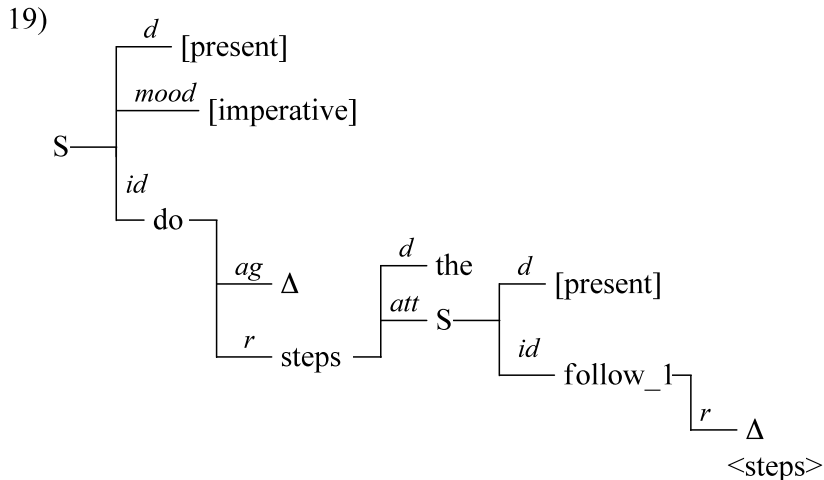 19)
d [present]
mood [imperative]
S
id
do
d the
d [present]
ag Δ
att S
r steps
id follow_1
r Δ
<steps>